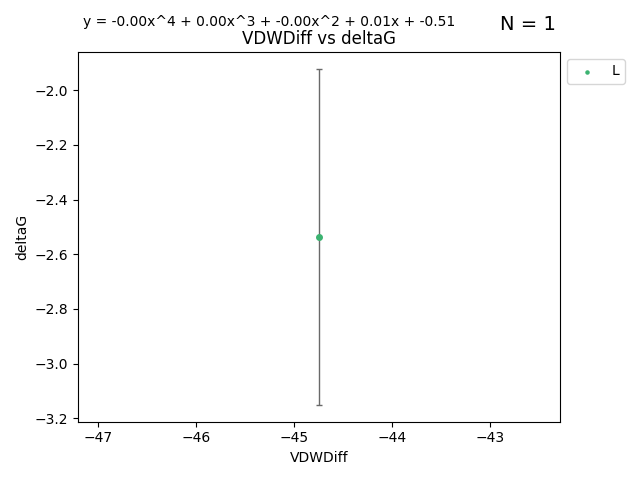 y = -0.00x^4 + 0.00x^3 + -0.00x^2 + 0.01x + -0.51
N = 1
VDWDiff vs deltaG
L
deltaG
−2.0
−2.2
−2.4
−2.6
−2.8
−3.0
−3.2
−47
−46
−45
−44
−43
VDWDiff